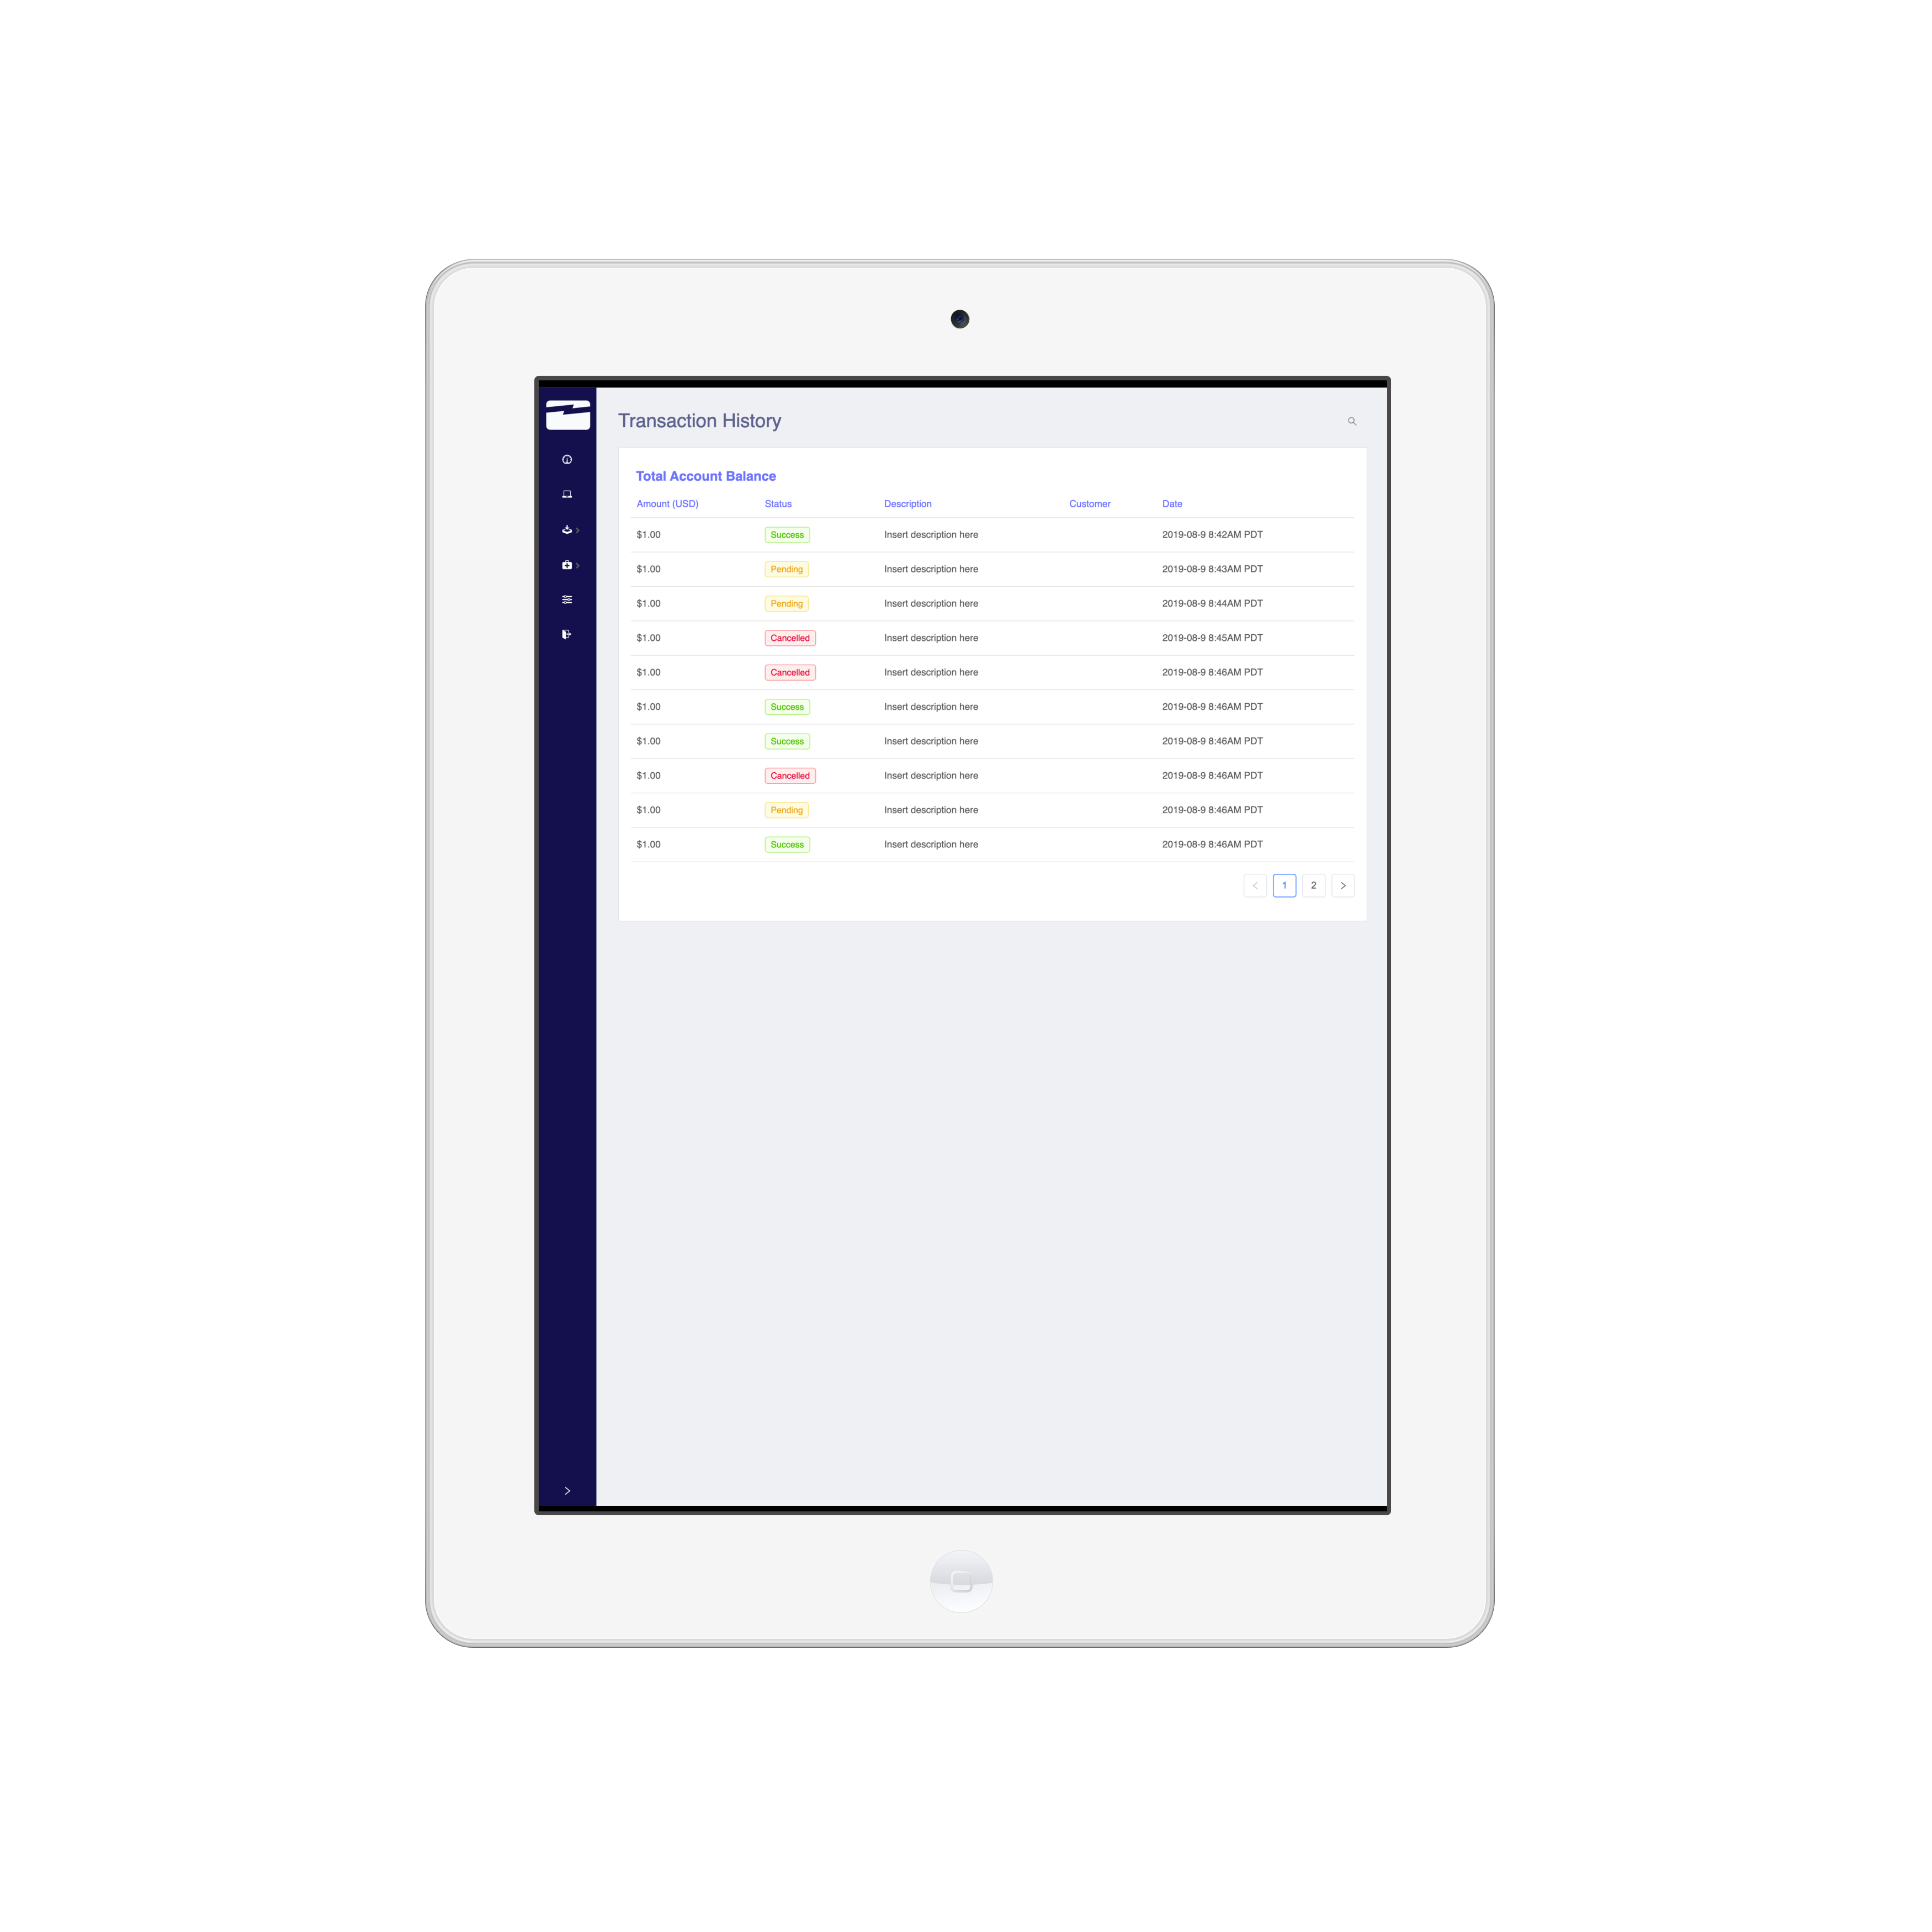 Transaction History
Total Account Balance
Amount (USD) Status Description Customer Date
$1.00 Success Insert description here 2019-08-9 8:42AM PDT
$1.00 Pending Insert description here 2019-08-9 8:43AM PDT
$1.00 Pending Insert description here 2019-08-9 8:44AM PDT
$1.00 Cancelled Insert description here 2019-08-9 8:45AM PDT
$1.00 Cancelled Insert description here 2019-08-9 8:46AM PDT
$1.00 Success Insert description here 2019-08-9 8:46AM PDT
$1.00 Success Insert description here 2019-08-9 8:46AM PDT
$1.00 Cancelled Insert description here 2019-08-9 8:46AM PDT
$1.00 Pending Insert description here 2019-08-9 8:46AM PDT
$1.00 Success Insert description here 2019-08-9 8:46AM PDT
1 2